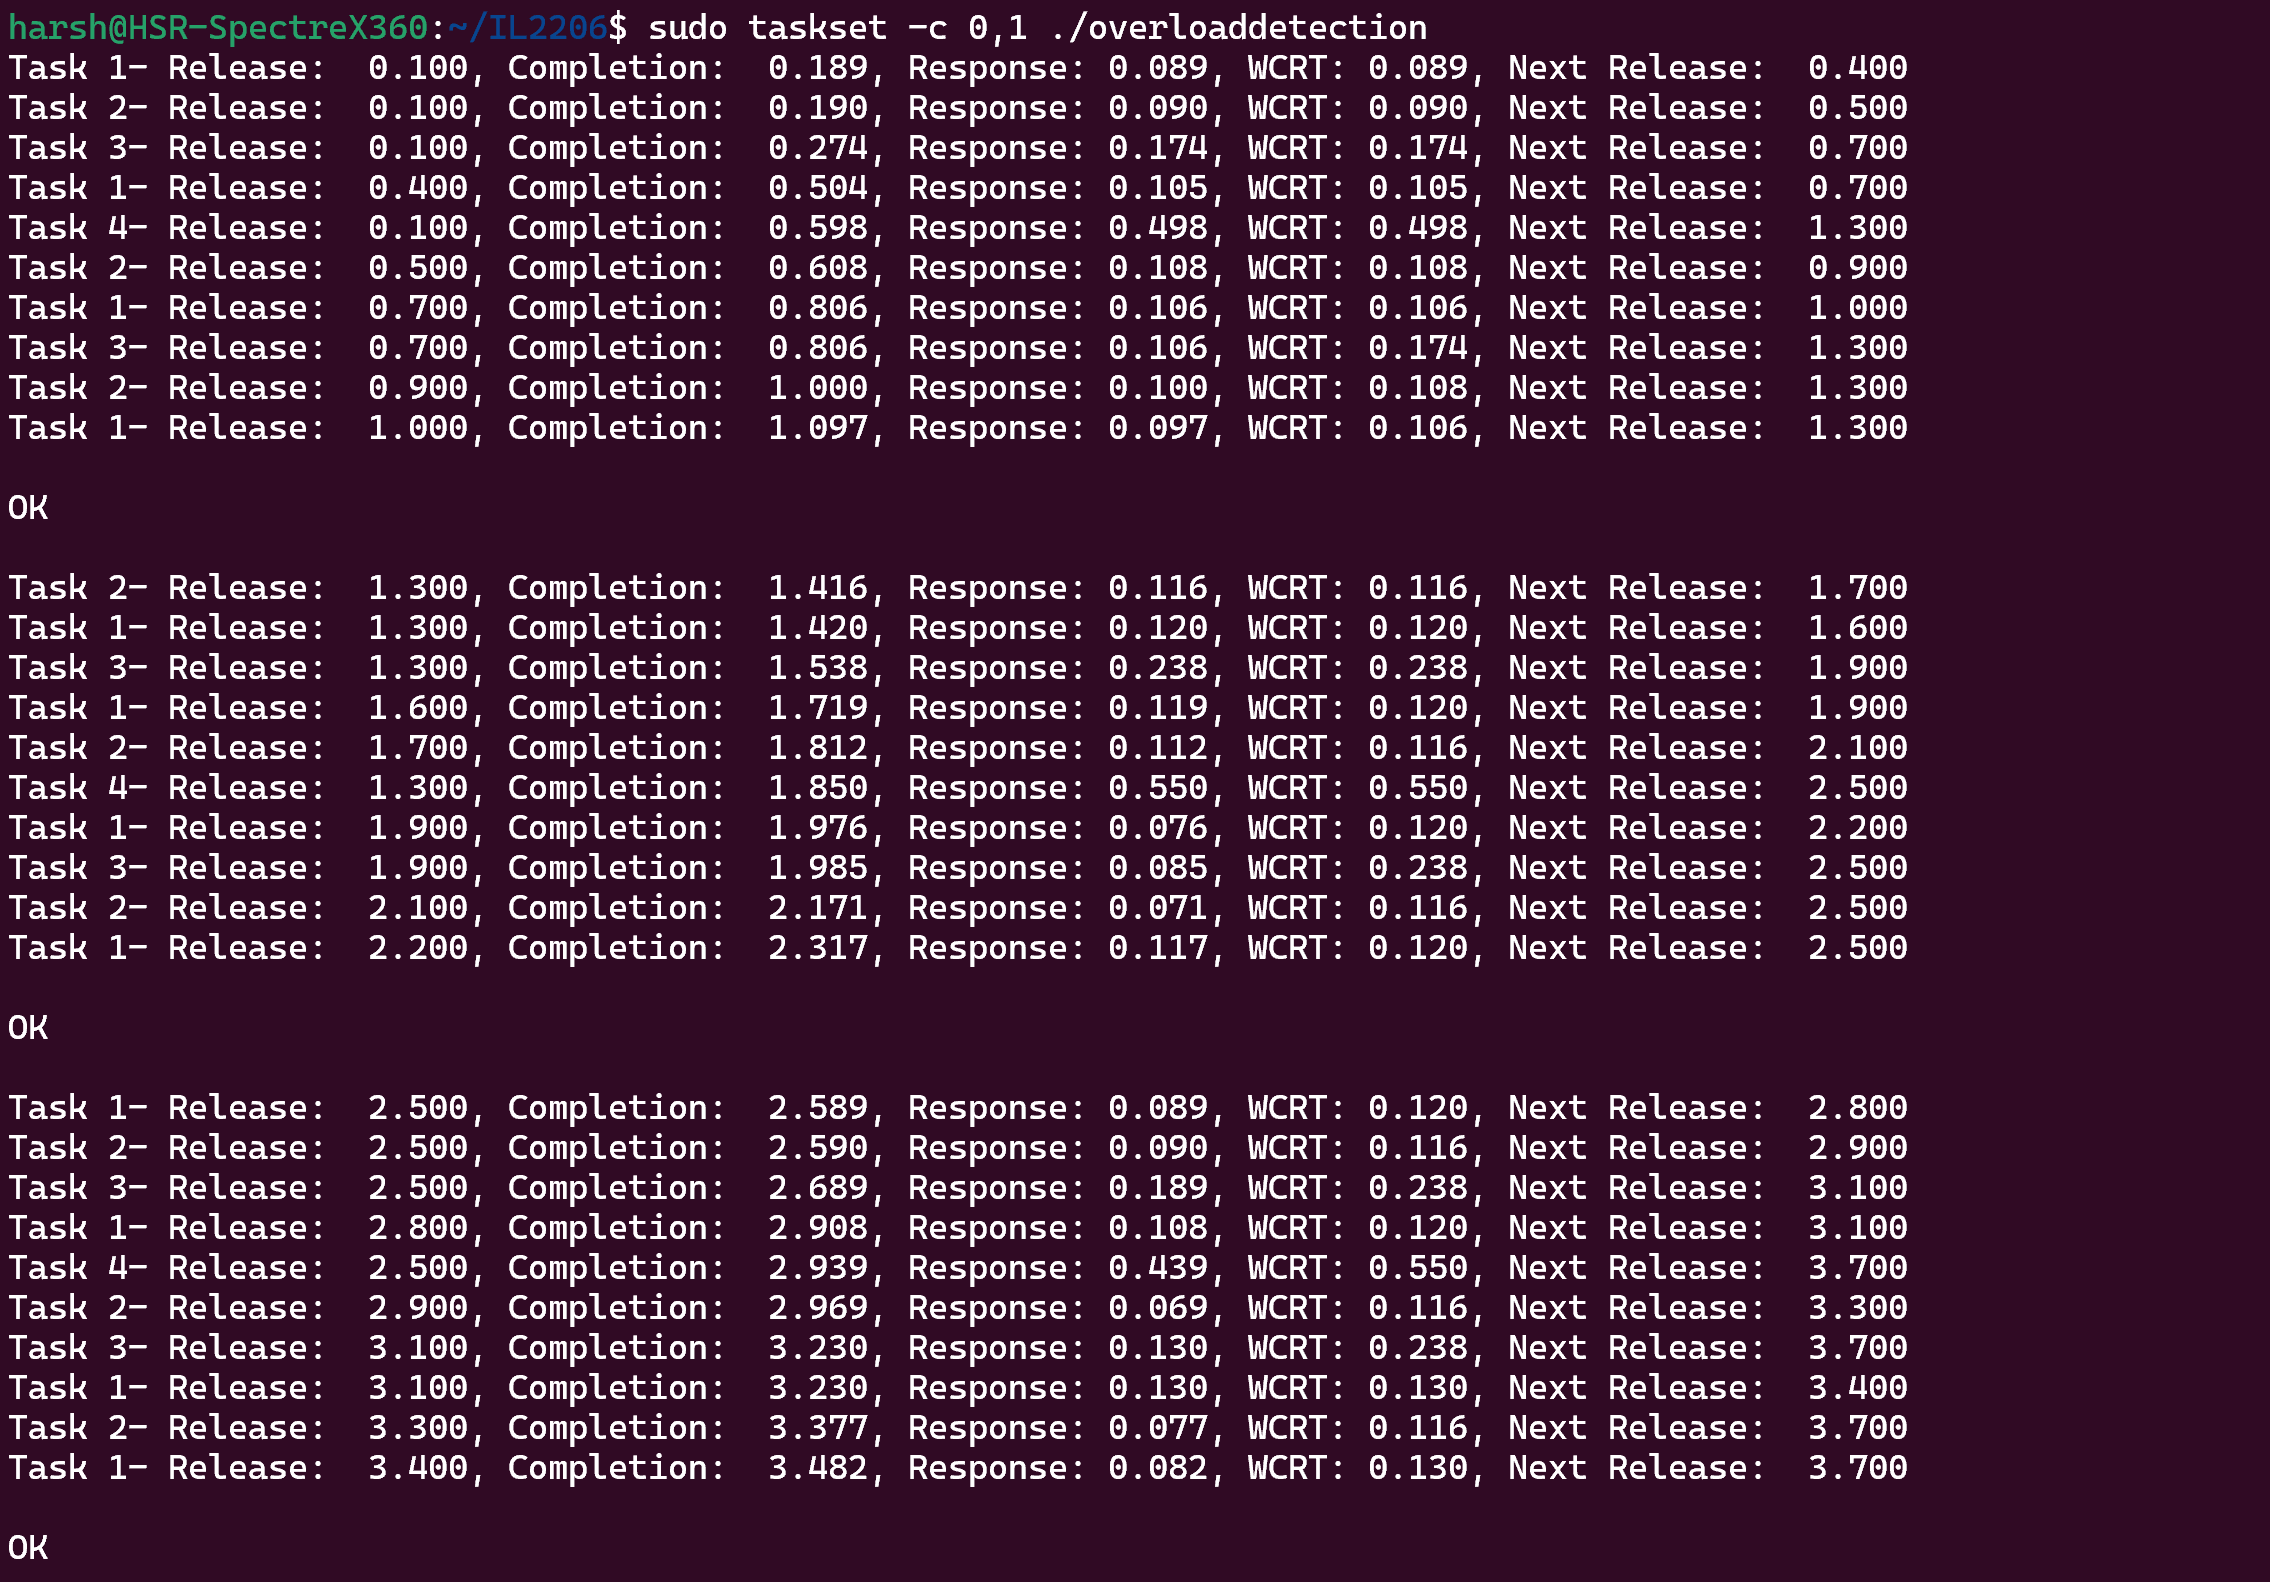 harsh@HSR-SpectreX360:~/IL2206$ sudo taskset -c 0,1 ./overloaddetection
Task 1- Release:  0.100, Completion:  0.189, Response: 0.089, WCRT: 0.089, Next Release:  0.400
Task 2- Release:  0.100, Completion:  0.190, Response: 0.090, WCRT: 0.090, Next Release:  0.500
Task 3- Release:  0.100, Completion:  0.274, Response: 0.174, WCRT: 0.174, Next Release:  0.700
Task 1- Release:  0.400, Completion:  0.504, Response: 0.105, WCRT: 0.105, Next Release:  0.700
Task 4- Release:  0.100, Completion:  0.598, Response: 0.498, WCRT: 0.498, Next Release:  1.300
Task 2- Release:  0.500, Completion:  0.608, Response: 0.108, WCRT: 0.108, Next Release:  0.900
Task 1- Release:  0.700, Completion:  0.806, Response: 0.106, WCRT: 0.106, Next Release:  1.000
Task 3- Release:  0.700, Completion:  0.806, Response: 0.106, WCRT: 0.174, Next Release:  1.300
Task 2- Release:  0.900, Completion:  1.000, Response: 0.100, WCRT: 0.108, Next Release:  1.300
Task 1- Release:  1.000, Completion:  1.097, Response: 0.097, WCRT: 0.106, Next Release:  1.300
OK
Task 2- Release:  1.300, Completion:  1.416, Response: 0.116, WCRT: 0.116, Next Release:  1.700
Task 1- Release:  1.300, Completion:  1.420, Response: 0.120, WCRT: 0.120, Next Release:  1.600
Task 3- Release:  1.300, Completion:  1.538, Response: 0.238, WCRT: 0.238, Next Release:  1.900
Task 1- Release:  1.600, Completion:  1.719, Response: 0.119, WCRT: 0.120, Next Release:  1.900
Task 2- Release:  1.700, Completion:  1.812, Response: 0.112, WCRT: 0.116, Next Release:  2.100
Task 4- Release:  1.300, Completion:  1.850, Response: 0.550, WCRT: 0.550, Next Release:  2.500
Task 1- Release:  1.900, Completion:  1.976, Response: 0.076, WCRT: 0.120, Next Release:  2.200
Task 3- Release:  1.900, Completion:  1.985, Response: 0.085, WCRT: 0.238, Next Release:  2.500
Task 2- Release:  2.100, Completion:  2.171, Response: 0.071, WCRT: 0.116, Next Release:  2.500
Task 1- Release:  2.200, Completion:  2.317, Response: 0.117, WCRT: 0.120, Next Release:  2.500
OK
Task 1- Release:  2.500, Completion:  2.589, Response: 0.089, WCRT: 0.120, Next Release:  2.800
Task 2- Release:  2.500, Completion:  2.590, Response: 0.090, WCRT: 0.116, Next Release:  2.900
Task 3- Release:  2.500, Completion:  2.689, Response: 0.189, WCRT: 0.238, Next Release:  3.100
Task 1- Release:  2.800, Completion:  2.908, Response: 0.108, WCRT: 0.120, Next Release:  3.100
Task 4- Release:  2.500, Completion:  2.939, Response: 0.439, WCRT: 0.550, Next Release:  3.700
Task 2- Release:  2.900, Completion:  2.969, Response: 0.069, WCRT: 0.116, Next Release:  3.300
Task 3- Release:  3.100, Completion:  3.230, Response: 0.130, WCRT: 0.238, Next Release:  3.700
Task 1- Release:  3.100, Completion:  3.230, Response: 0.130, WCRT: 0.130, Next Release:  3.400
Task 2- Release:  3.300, Completion:  3.377, Response: 0.077, WCRT: 0.116, Next Release:  3.700
Task 1- Release:  3.400, Completion:  3.482, Response: 0.082, WCRT: 0.130, Next Release:  3.700
OK